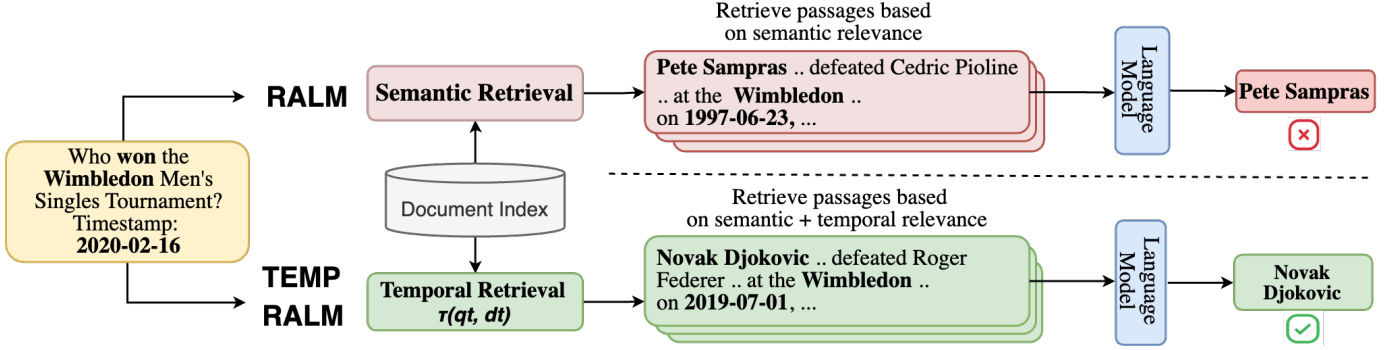 Who won the
Wimbledon Men's
Singles Tournament?
Timestamp:
2020-02-16
RALM
Semantic Retrieval
Retrieve passages based
on semantic relevance
Pete Sampras .. defeated Cedric Pioline
.. at the Wimbledon ..
on 1997-06-23, ...
Language
Model
Pete Sampras
Document Index
TEMP
RALM
Temporal Retrieval
τ(qt, dt)
Retrieve passages based
on semantic + temporal relevance
Novak Djokovic .. defeated Roger
Federer .. at the Wimbledon ..
on 2019-07-01, ...
Language
Model
Novak
Djokovic